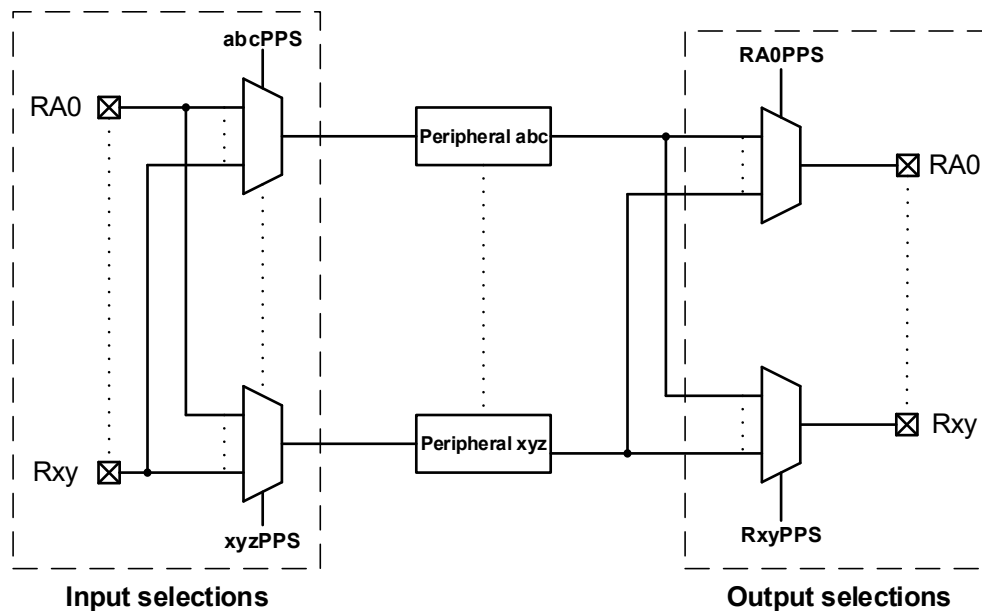 abcPPS
RA0PPS
RA0
Peripheral abc
RA0
Peripheral xyz
Rxy
Rxy
xyzPPS
RxyPPS
Input selections
Output selections